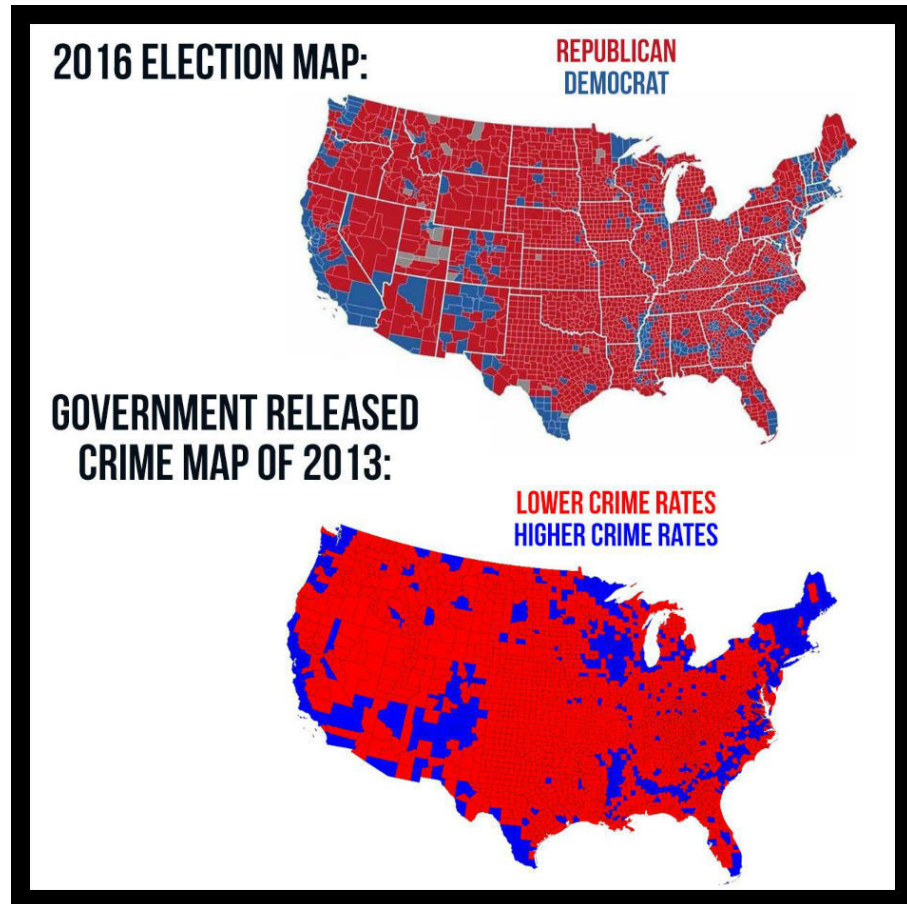 2016 ELECTION MAP:
REPUBLICAN
DEMOCRAT
GOVERNMENT RELEASED
CRIME MAP OF 2013:
LOWER CRIME RATES
HIGHER CRIME RATES